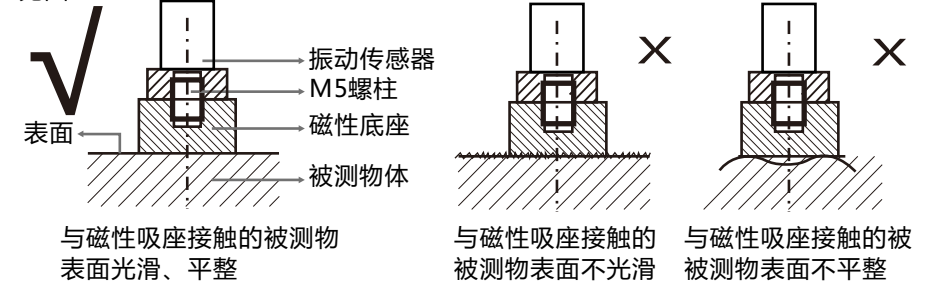 振动传感器
M5螺柱
磁性底座
表面
被测物体
与磁性吸座接触的被测物
表面光滑、平整
与磁性吸座接触的
被测物表面不光滑
与磁性吸座接触的被
被测物表面不平整